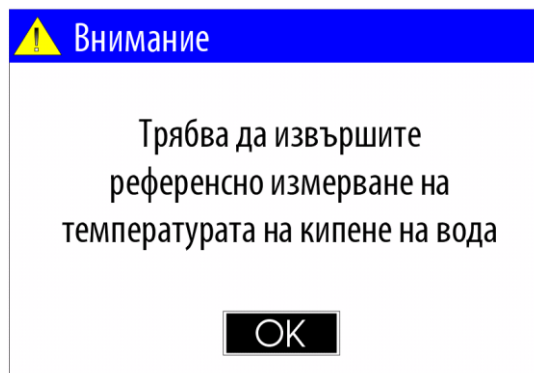 Внимание
Трябва да извършите
референсно измерване на
температурата на кипене на вода
OK